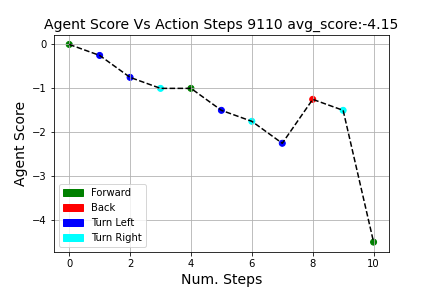 Agent Score Vs Action Steps 9110 avg_score:-4.15
Agent Score
0
−1
−2
−3
−4
Forward
Back
Turn Left
Turn Right
0 2 4 6 8 10
Num. Steps